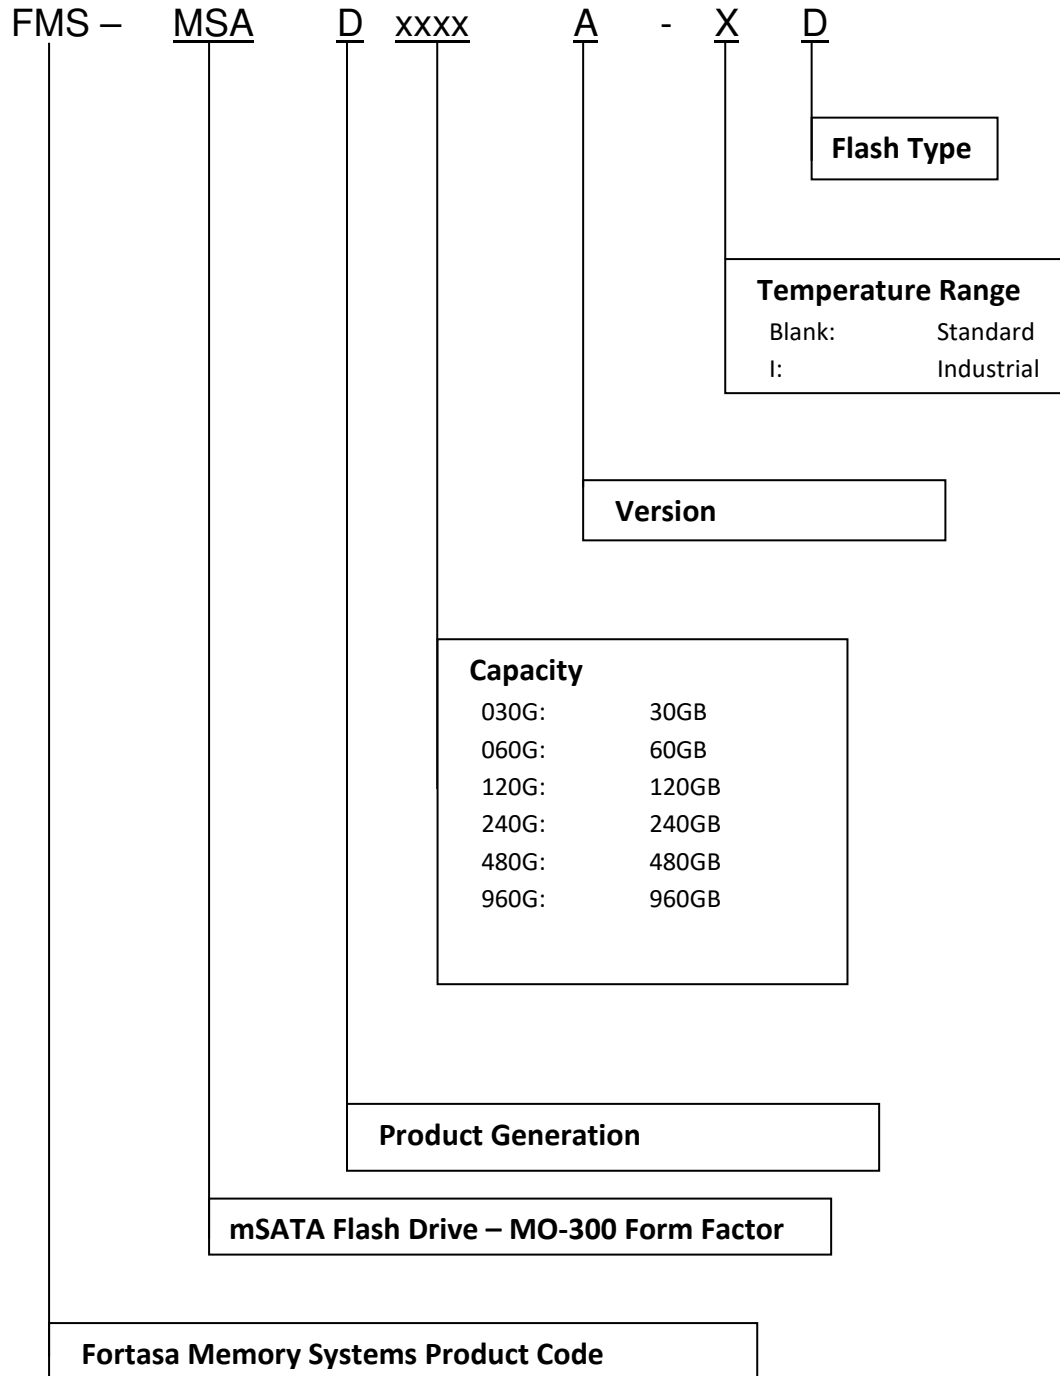 FMS – MSA D xxxx A - X D
Flash Type
Temperature Range
Blank: Standard
I: Industrial
Version
Capacity
030G: 30GB
060G: 60GB
120G: 120GB
240G: 240GB
480G: 480GB
960G: 960GB
Product Generation
mSATA Flash Drive – MO-300 Form Factor
Fortasa Memory Systems Product Code